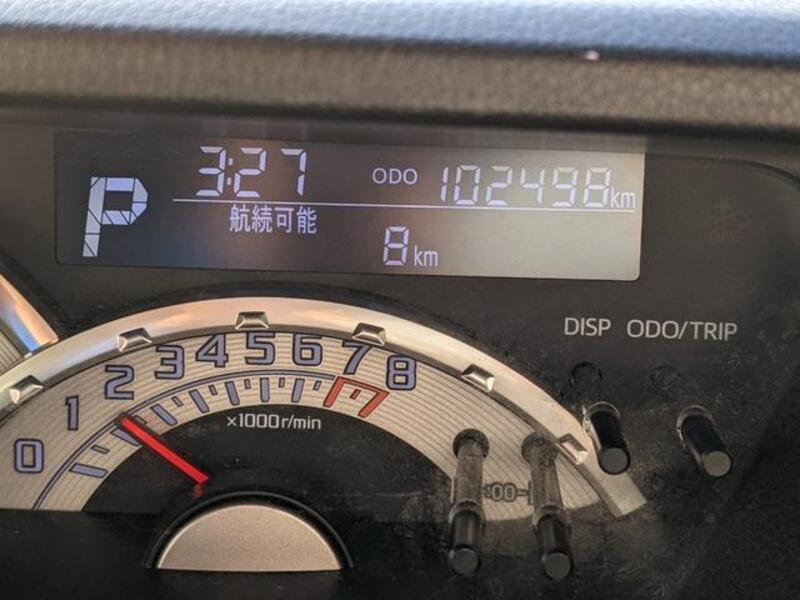 P
3:27 ODO 102498km
航続可能
8km
DISP ODO/TRIP
0 1 2 3 4 5 6 7 8
×1000r/min